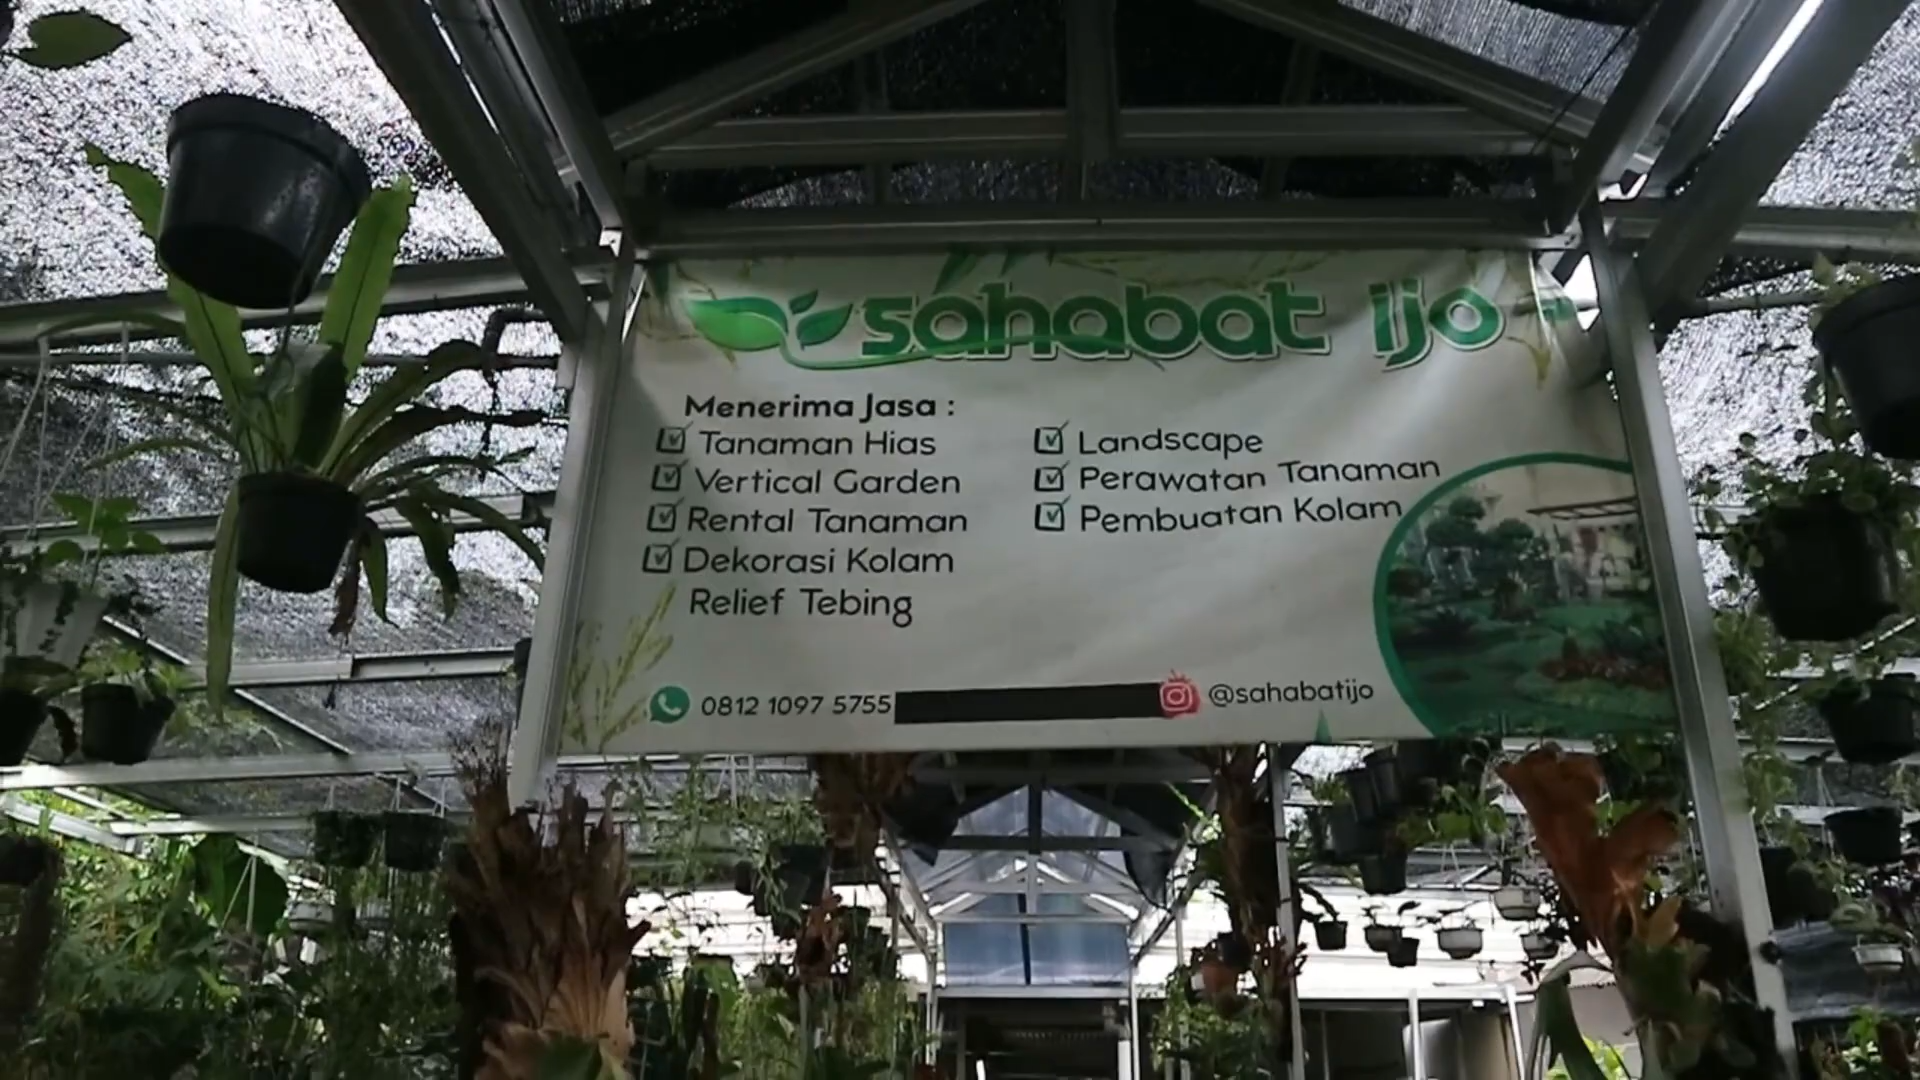 sahabat ijo
Menerima Jasa :
Tanaman Hias
Vertical Garden
Rental Tanaman
Dekorasi Kolam
Relief Tebing
Landscape
Perawatan Tanaman
Pembuatan Kolam
0812 1097 5755
@sahabatijo